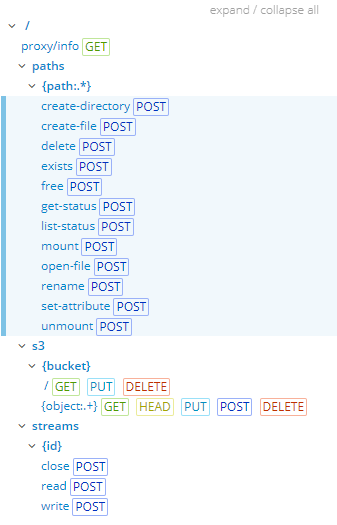 expand / collapse all
/
proxy/info GET
paths
{path:.*}
create-directory POST
create-file POST
delete POST
exists POST
free POST
get-status POST
list-status POST
mount POST
open-file POST
rename POST
set-attribute POST
unmount POST
s3
{bucket}
/ GET PUT DELETE
{object:.+} GET HEAD PUT POST DELETE
streams
{id}
close POST
read POST
write POST